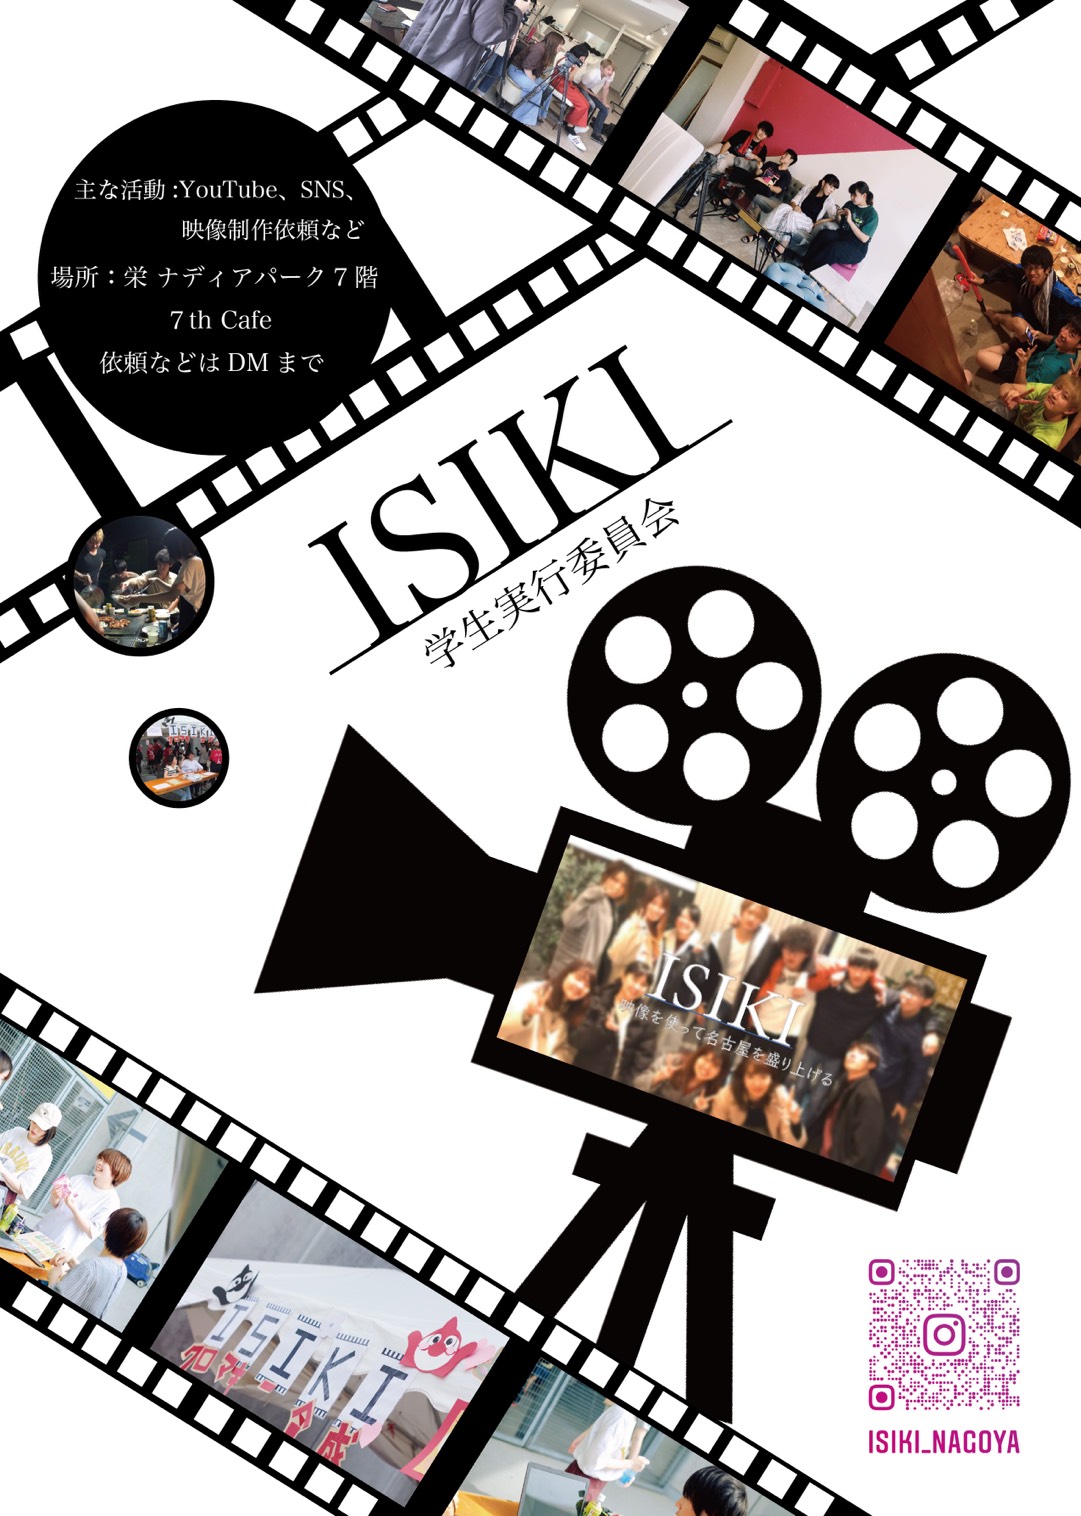 主な活動:YouTube、SNS、
映像制作依頼など
場所：栄 ナディアパーク７階
７th Cafe
依頼などは DM まで
ISIKI
学生実行委員会
ISIKI
ISIKI
映像を使って名古屋を盛り上げる
ISIKI
ISIKI_NAGOYA